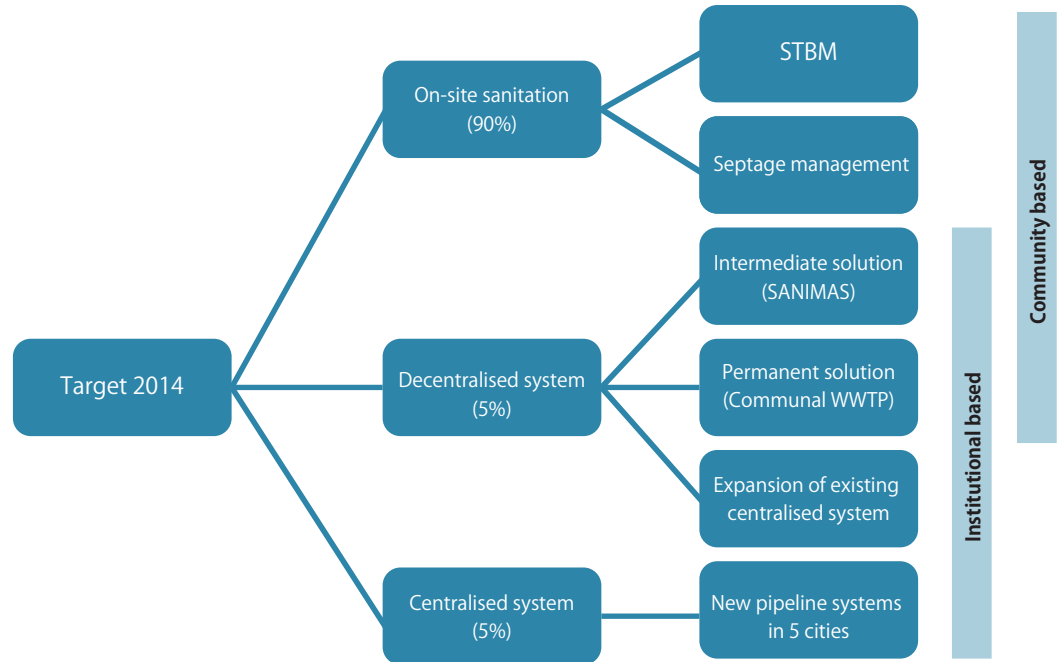 Target 2014
On-site sanitation
(90%)
Decentralised system
(5%)
Centralised system
(5%)
STBM
Septage management
Intermediate solution
(SANIMAS)
Permanent solution
(Communal WWTP)
Expansion of existing
centralised system
New pipeline systems
in 5 cities
Institutional based
Community based